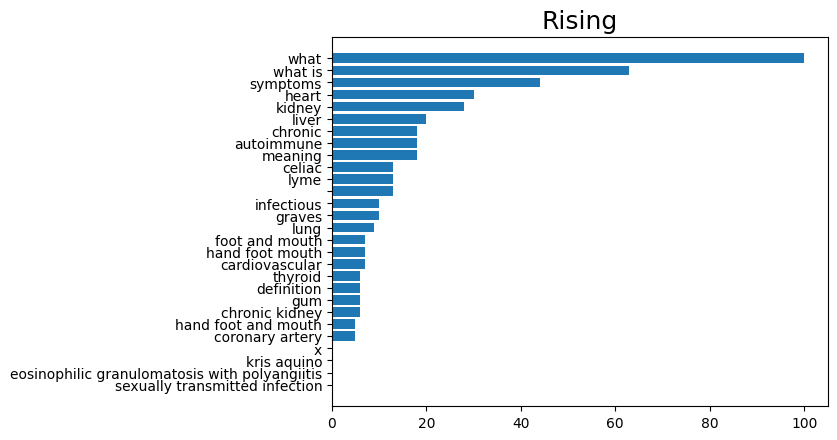 Rising
what
what is
symptoms
heart
kidney
liver
chronic
autoimmune
meaning
celiac
lyme
infectious
graves
lung
foot and mouth
hand foot mouth
cardiovascular
thyroid
definition
gum
chronic kidney
hand foot and mouth
coronary artery
x
kris aquino
eosinophilic granulomatosis with polyangiitis
sexually transmitted infection
0 20 40 60 80 100